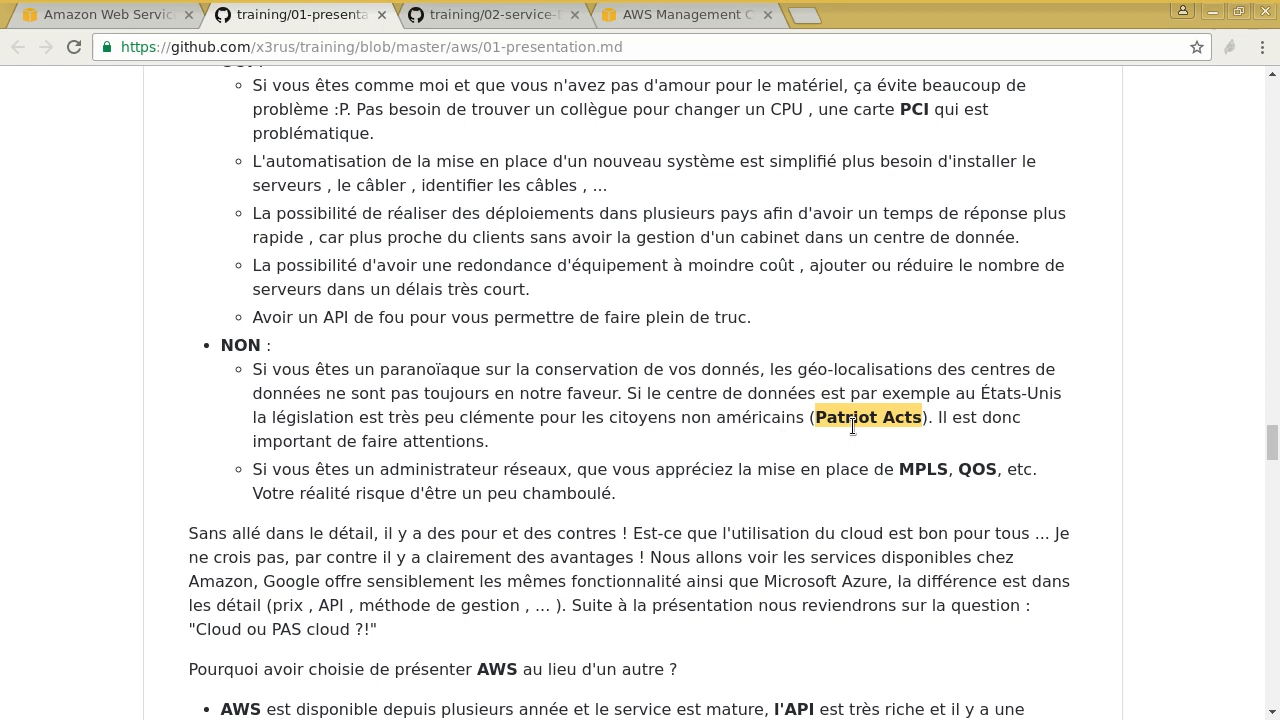 Amazon Web Servic
training/01-presenta
training/02-service-
AWS Management C
https://github.com/x3rus/training/blob/master/aws/01-presentation.md
Si vous êtes comme moi et que vous n'avez pas d'amour pour le matériel, ça évite beaucoup de
problème :P. Pas besoin de trouver un collègue pour changer un CPU , une carte PCI qui est
problématique.
L'automatisation de la mise en place d'un nouveau système est simplifié plus besoin d'installer le
serveurs , le câbler , identifier les câbles , ...
La possibilité de réaliser des déploiements dans plusieurs pays afin d'avoir un temps de réponse plus
rapide , car plus proche du clients sans avoir la gestion d'un cabinet dans un centre de donnée.
La possibilité d'avoir une redondance d'équipement à moindre coût , ajouter ou réduire le nombre de
serveurs dans un délais très court.
Avoir un API de fou pour vous permettre de faire plein de truc.
NON :
Si vous êtes un paranoïaque sur la conservation de vos donnés, les géo-localisations des centres de
données ne sont pas toujours en notre faveur. Si le centre de données est par exemple au États-Unis
la législation est très peu clémente pour les citoyens non américains (Patriot Acts). Il est donc
important de faire attentions.
Si vous êtes un administrateur réseaux, que vous appréciez la mise en place de MPLS, QOS, etc.
Votre réalité risque d'être un peu chamboulé.
Sans allé dans le détail, il y a des pour et des contres ! Est-ce que l'utilisation du cloud est bon pour tous ... Je
ne crois pas, par contre il y a clairement des avantages ! Nous allons voir les services disponibles chez
Amazon, Google offre sensiblement les mêmes fonctionnalité ainsi que Microsoft Azure, la différence est dans
les détail (prix , API , méthode de gestion , ... ). Suite à la présentation nous reviendrons sur la question :
"Cloud ou PAS cloud ?!"
Pourquoi avoir choisie de présenter AWS au lieu d'un autre ?
AWS est disponible depuis plusieurs année et le service est mature, l'API est très riche et il y a une